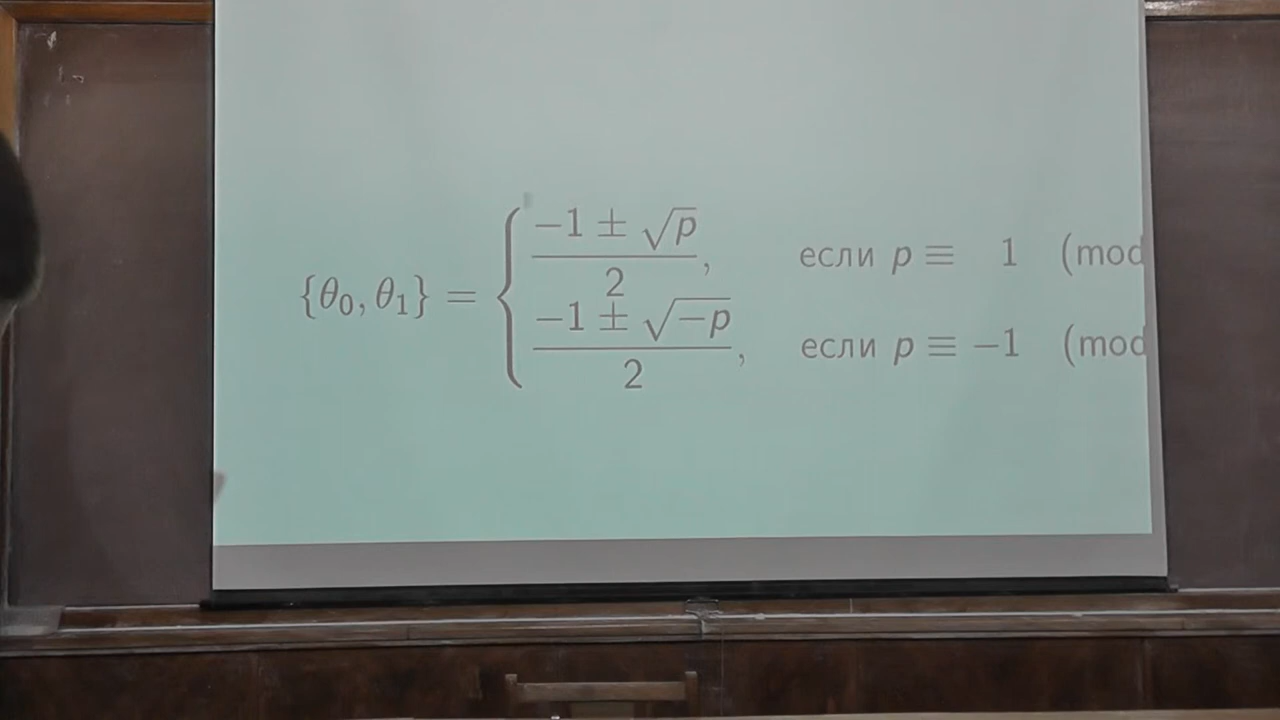 {θ₀, θ₁} = { (−1 ± √p)/2, если p ≡ 1 (mod
(−1 ± √−p)/2, если p ≡ −1 (mod